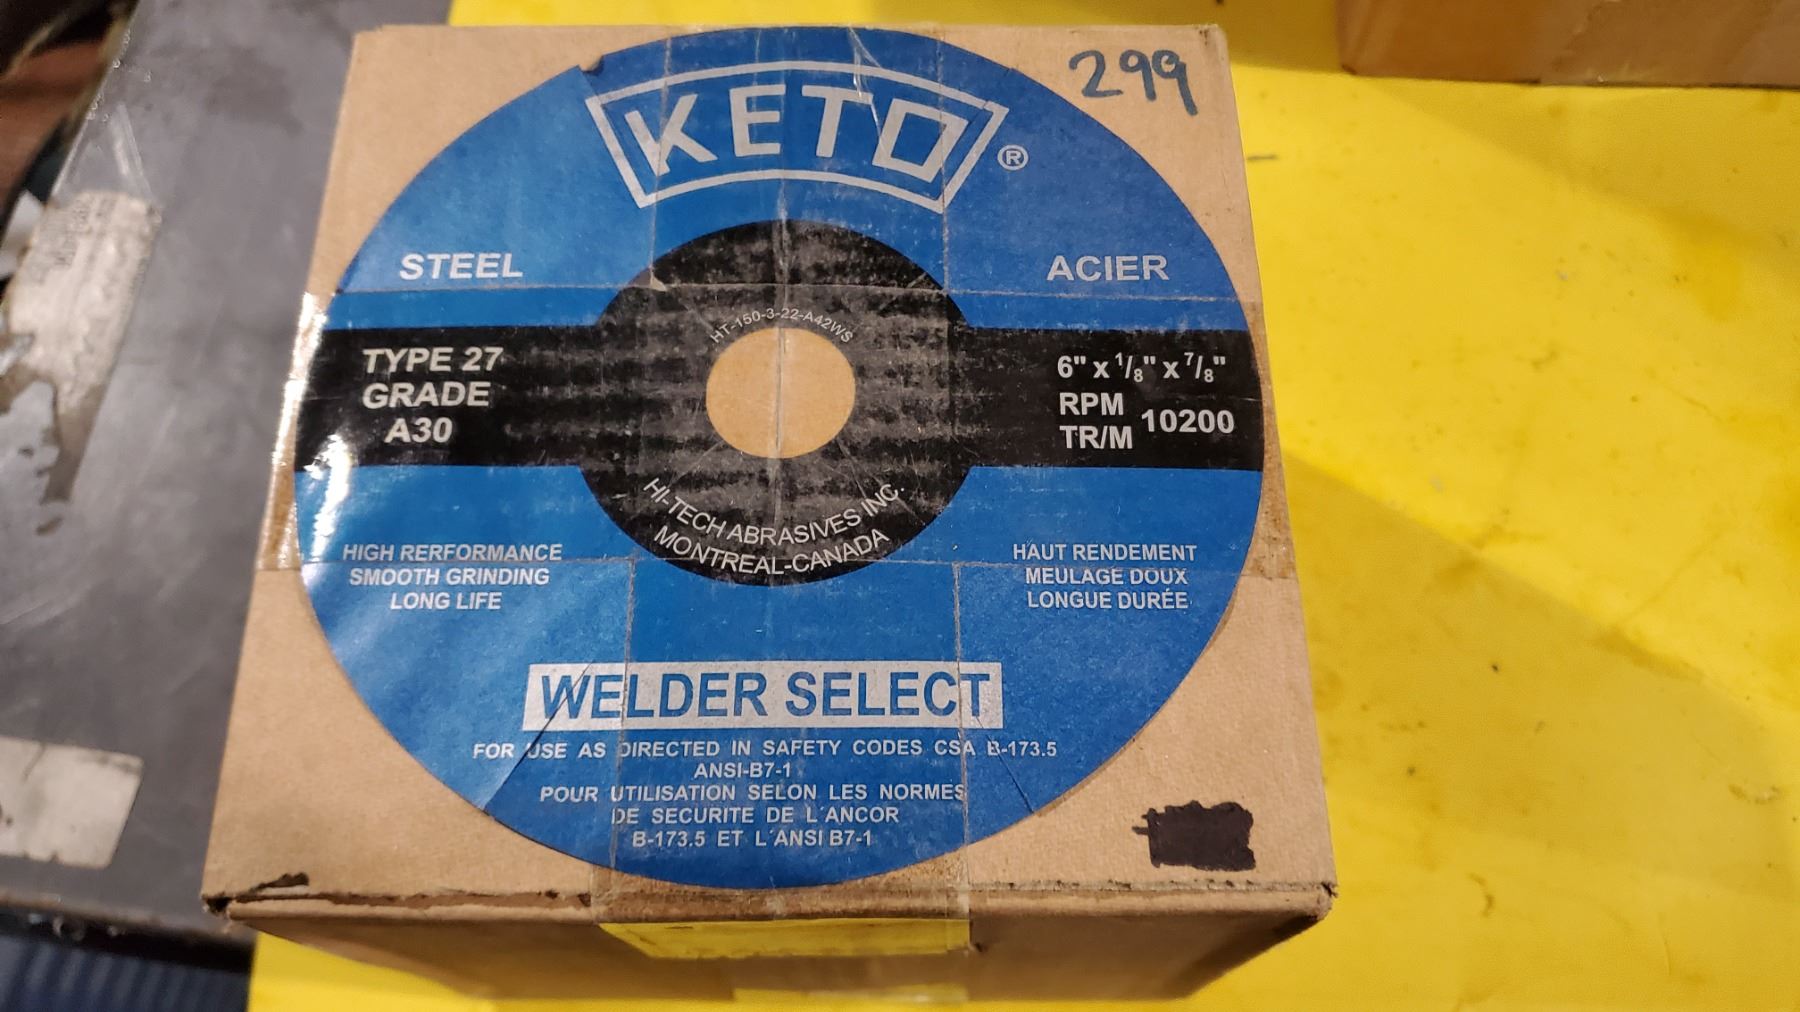 299
KETO®
STEEL
ACIER
HT-150-3-22-A42WS
TYPE 27
GRADE
A30
6" x 1/8" x 7/8"
RPM
TR/M
10200
HI-TECH ABRASIVES INC.
MONTREAL-CANADA
HIGH RERFORMANCE
SMOOTH GRINDING
LONG LIFE
HAUT RENDEMENT
MEULAGE DOUX
LONGUE DURÉE
WELDER SELECT
FOR USE AS DIRECTED IN SAFETY CODES CSA B-173.5
ANSI-B7-1
POUR UTILISATION SELON LES NORMES
DE SECURITE DE L´ANCOR
B-173.5 ET L´ANSI B7-1